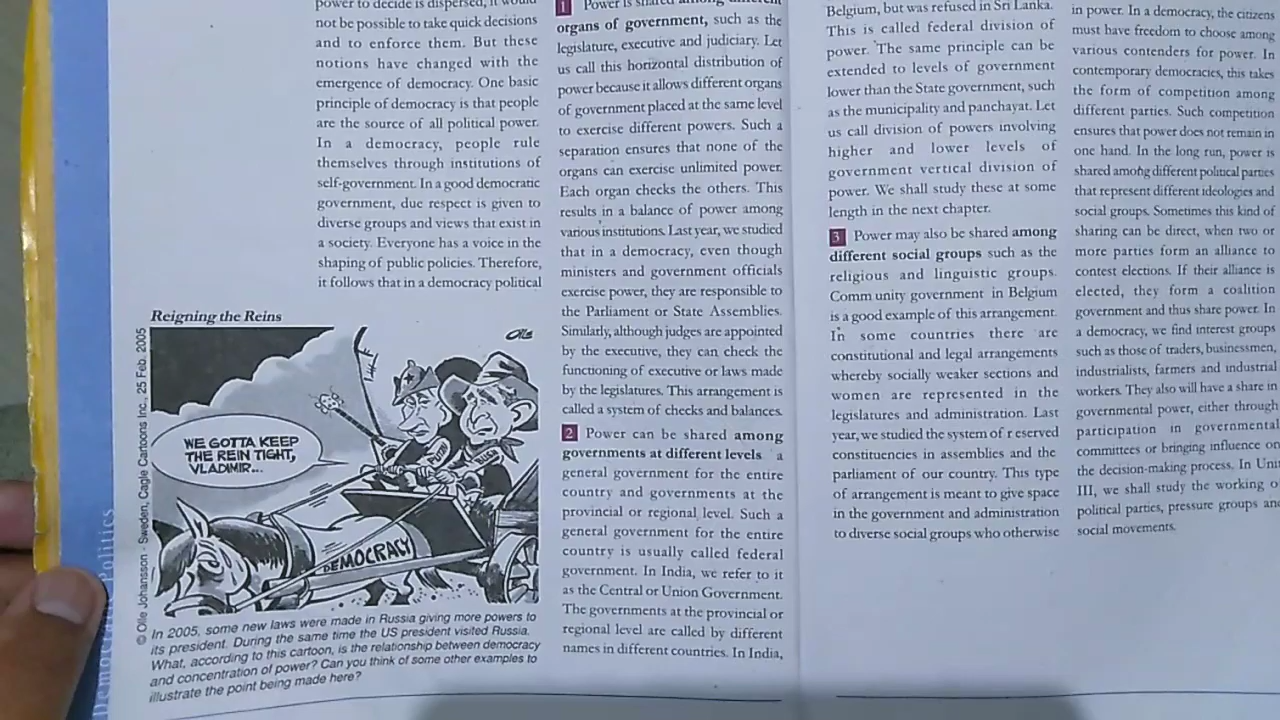 power to decide is dispersed, it would
not be possible to take quick decisions
and to enforce them. But these
notions have changed with the
emergence of democracy. One basic
principle of democracy is that people
are the source of all political power.
In a democracy, people rule
themselves through institutions of
self-government. In a good democratic
government, due respect is given to
diverse groups and views that exist in
a society. Everyone has a voice in the
shaping of public policies. Therefore,
it follows that in a democracy political
Reigning the Reins
© Olle Johansson - Sweden, Cagle Cartoons Inc., 25 Feb. 2005
Olle
WE GOTTA KEEP
THE REIN TIGHT,
VLADIMIR...
PUTIN
BUSH
DEMOCRACY
In 2005, some new laws were made in Russia giving more powers to
its president. During the same time the US president visited Russia.
What, according to this cartoon, is the relationship between democracy
and concentration of power? Can you think of some other examples to
illustrate the point being made here?
Democratic Politics
1 Power is shared among different
organs of government, such as the
legislature, executive and judiciary. Let
us call this horizontal distribution of
power because it allows different organs
of government placed at the same level
to exercise different powers. Such a
separation ensures that none of the
organs can exercise unlimited power.
Each organ checks the others. This
results in a balance of power among
various institutions. Last year, we studied
that in a democracy, even though
ministers and government officials
exercise power, they are responsible to
the Parliament or State Assemblies.
Similarly, although judges are appointed
by the executive, they can check the
functioning of executive or laws made
by the legislatures. This arrangement is
called a system of checks and balances.
2 Power can be shared among
governments at different levels a
general government for the entire
country and governments at the
provincial or regional level. Such a
general government for the entire
country is usually called federal
government. In India, we refer to it
as the Central or Union Government.
The governments at the provincial or
regional level are called by different
names in different countries. In India,
Belgium, but was refused in Sri Lanka.
This is called federal division of
power. The same principle can be
extended to levels of government
lower than the State government, such
as the municipality and panchayat. Let
us call division of powers involving
higher and lower levels of
government vertical division of
power. We shall study these at some
length in the next chapter.
3 Power may also be shared among
different social groups such as the
religious and linguistic groups.
Comm unity government in Belgium
is a good example of this arrangement.
In some countries there are
constitutional and legal arrangements
whereby socially weaker sections and
women are represented in the
legislatures and administration. Last
year, we studied the system of r eserved
constituencies in assemblies and the
parliament of our country. This type
of arrangement is meant to give space
in the government and administration
to diverse social groups who otherwise
in power. In a democracy, the citizens
must have freedom to choose among
various contenders for power. In
contemporary democracies, this takes
the form of competition among
different parties. Such competition
ensures that power does not remain in
one hand. In the long run, power is
shared among different political parties
that represent different ideologies and
social groups. Sometimes this kind of
sharing can be direct, when two or
more parties form an alliance to
contest elections. If their alliance is
elected, they form a coalition
government and thus share power. In
a democracy, we find interest groups
such as those of traders, businessmen,
industrialists, farmers and industrial
workers. They also will have a share in
governmental power, either through
participation in governmental
committees or bringing influence on
the decision-making process. In Uni
III, we shall study the working o
political parties, pressure groups an
social movements.